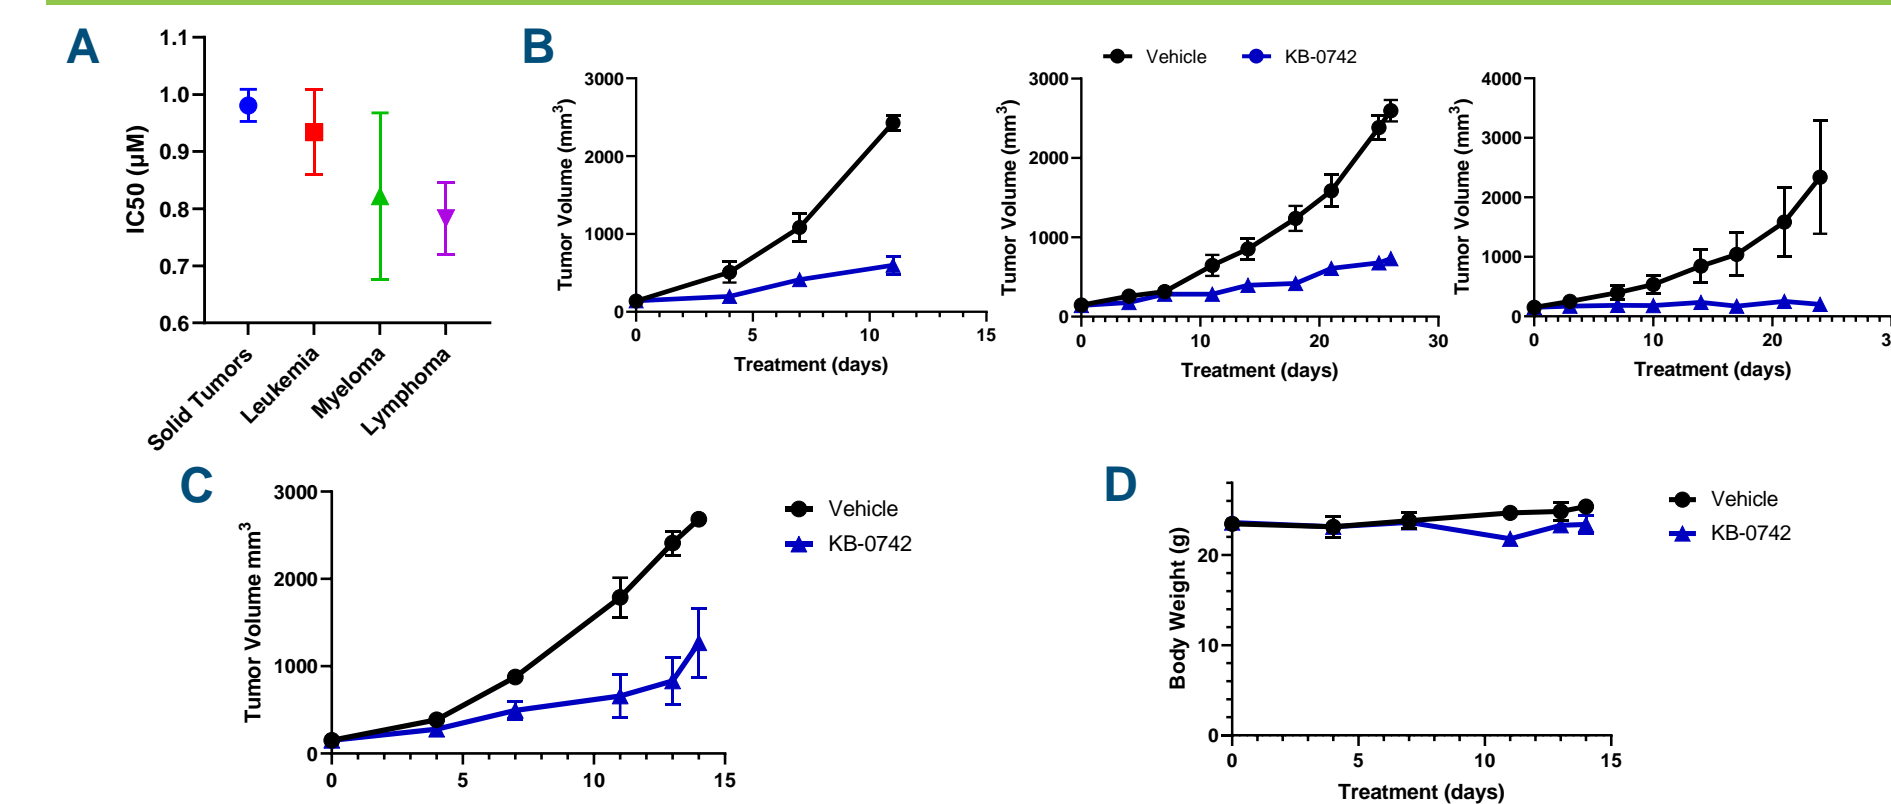 A
1.1
1.0
0.9
0.8
0.7
0.6
IC50 (µM)
Solid Tumors
Leukemia
Myeloma
Lymphoma
B
Vehicle
KB-0742
3000
2000
1000
0
Tumor Volume (mm³)
0 5 10 15
Treatment (days)
3000
2000
1000
0
Tumor Volume (mm³)
0 10 20 30
Treatment (days)
4000
3000
2000
1000
0
Tumor Volume (mm³)
0 10 20 3
Treatment (days)
C
3000
2000
1000
0
Tumor Volume mm³
0 5 10 15
Vehicle
KB-0742
D
20
10
0
Body Weight (g)
0 5 10 15
Treatment (days)
Vehicle
KB-0742